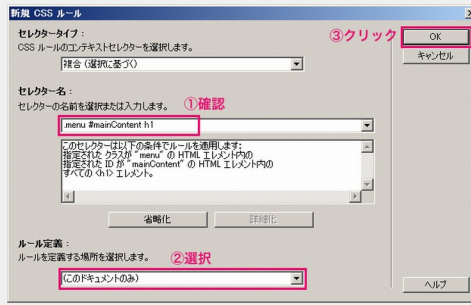 新規 CSS ルール
セレクタータイプ：
CSS ルールのコンテキストセレクターを選択します。
③クリック
OK
複合 (選択に基づく)
キャンセル
セレクター名：
セレクターの名前を選択または入力します。
①確認
.menu #mainContent h1
このセレクターは以下の条件でルールを適用します:
指定された クラスが "menu" の HTML エレメント内の
指定された ID が "mainContent" の HTML エレメント内の
すべての <h1> エレメント。
省略化
詳細化
ルール定義：
ルールを定義する場所を選択します。
②選択
(このドキュメントのみ)
ヘルプ